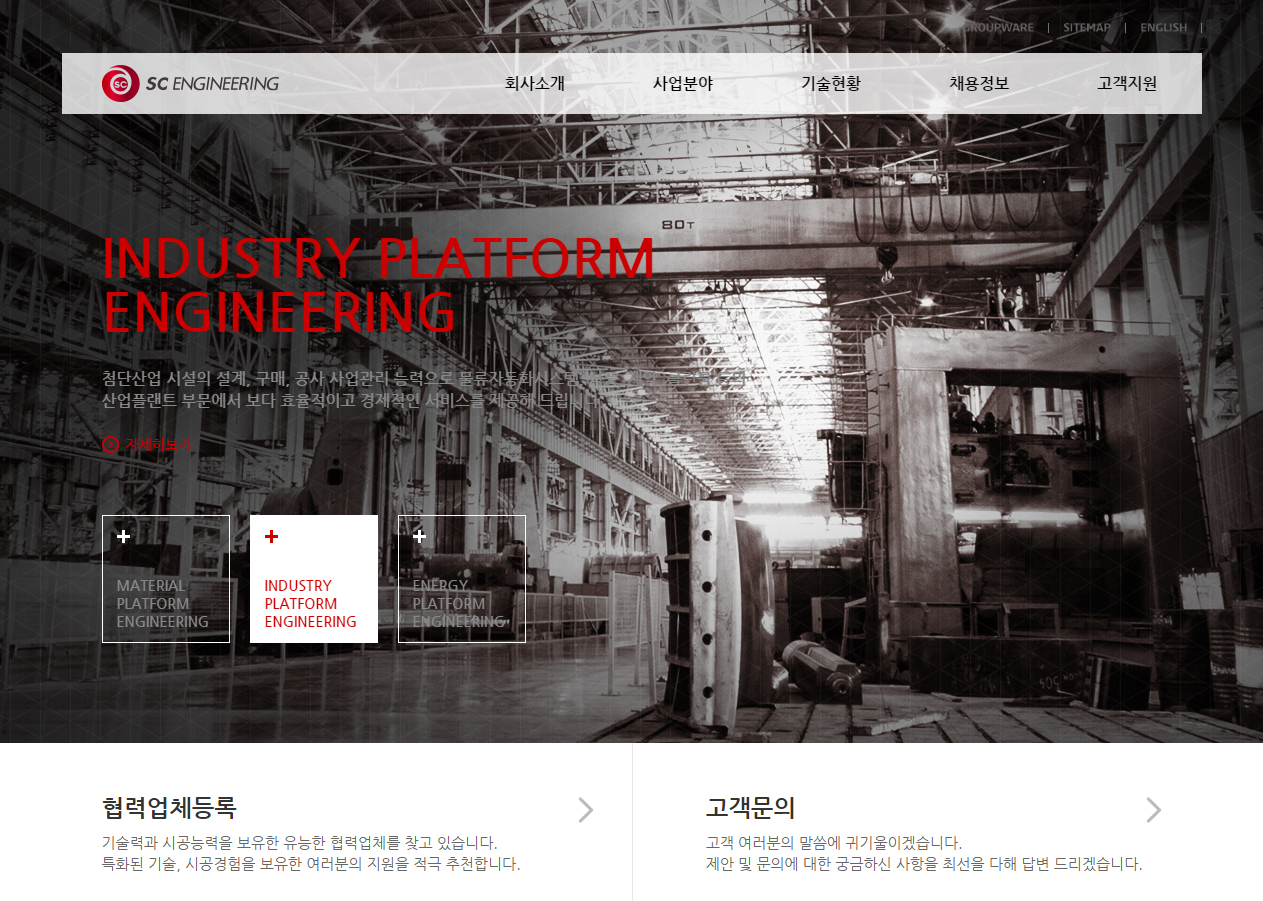 GROUPWARE | SITEMAP | ENGLISH |
SC
SC ENGINEERING
회사소개 사업분야 기술현황 채용정보 고객지원
80T
INDUSTRY PLATFORM
ENGINEERING
첨단산업 시설의 설계, 구매, 공사 사업관리 능력으로 물류자동화시스템
산업플랜트 부문에서 보다 효율적이고 경제적인 서비스를 제공해 드립니다
자세히보기
MATERIAL
PLATFORM
ENGINEERING
INDUSTRY
PLATFORM
ENGINEERING
ENERGY
PLATFORM
ENGINEERING
협력업체등록
기술력과 시공능력을 보유한 유능한 협력업체를 찾고 있습니다.
특화된 기술, 시공경험을 보유한 여러분의 지원을 적극 추천합니다.
고객문의
고객 여러분의 말씀에 귀기울이겠습니다.
제안 및 문의에 대한 궁금하신 사항을 최선을 다해 답변 드리겠습니다.